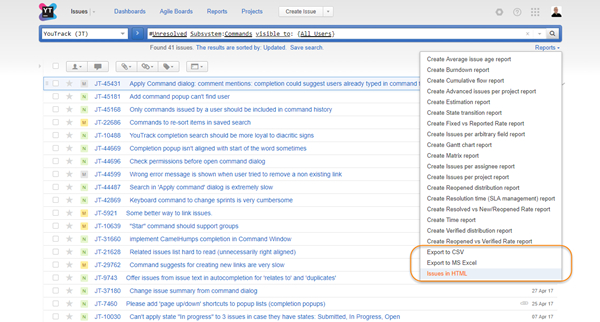 YT
Issues
Dashboards
Agile Boards
Reports
Projects
Create Issue
YouTrack (JT)
#Unresolved Subsystem:Commands visible to: {All Users}
Found 41 issues. The results are sorted by: Updated. Save search.
Reports
Create Average Issue age report
Create Burndown report
Create Cumulative flow report
Create Advanced issues per project report
Create Estimation report
Create State transition report
Create Fixed vs Reported Rate report
Create Issues per arbitrary field report
Create Gantt chart report
Create Matrix report
Create Issues per assignee report
Create Issues per project report
Create Reopened distribution report
Create Resolution time (SLA management) report
Create Resolved vs New/Reopened Rate report
Create Time report
Create Verified distribution report
Create Reopened vs Verified Rate report
Export to CSV
Export to MS Excel
Issues in HTML
M JT-45431 Apply Command dialog: comment mentions: completion could suggest users already typed in command
N JT-45181 Add command popup can't find user
N JT-45168 Only commands issued by a user should be included in command history
M JT-22686 Commands to re-sort items in saved search
N JT-10488 YouTrack completion search should be more loyal to diacritic signs
N JT-44669 Completion popup isn't aligned with start of the word sometimes
N JT-44696 Check permissions before open command dialog
M JT-44599 Wrong error message is shown when user tried to remove a non existing link
N JT-44487 Search in 'Apply command' dialog is extremely slow
N JT-42869 Keyboard command to change sprints is very cumbersome
M JT-5921 Some better way to link issues.
M JT-10639 "Star" command should support groups
N JT-31660 implement CamelHumps completion in Command Window
N JT-21628 Related issues list hard to read (unnecessarily right aligned)
M JT-29762 Command suggests for creating new links are very slow
N JT-9743 Offer issues from issue text in autocompletion for 'relates to' and 'duplicates'
N JT-37180 Change issue summary from command dialog 27 Apr 17
N JT-7460 Please add 'page up/down' shortcuts to popup lists (completion popups) 25 Apr 17
N JT-10030 Can't apply state "In progress" to 3 issues in case they have states. Submitted, In Progress, Open 07 Apr 17